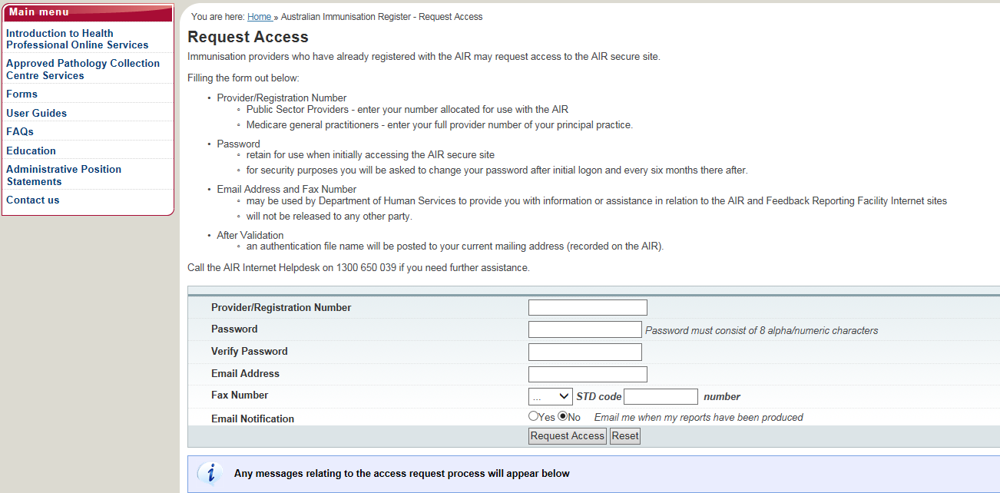 Main menu
Introduction to Health
Professional Online Services
Approved Pathology Collection
Centre Services
Forms
User Guides
FAQs
Education
Administrative Position
Statements
Contact us
You are here: Home » Australian Immunisation Register - Request Access
Request Access
Immunisation providers who have already registered with the AIR may request access to the AIR secure site.
Filling the form out below:
• Provider/Registration Number
◦ Public Sector Providers - enter your number allocated for use with the AIR
◦ Medicare general practitioners - enter your full provider number of your principal practice.
• Password
◦ retain for use when initially accessing the AIR secure site
◦ for security purposes you will be asked to change your password after initial logon and every six months there after.
• Email Address and Fax Number
◦ may be used by Department of Human Services to provide you with information or assistance in relation to the AIR and Feedback Reporting Facility Internet sites
◦ will not be released to any other party.
• After Validation
◦ an authentication file name will be posted to your current mailing address (recorded on the AIR).
Call the AIR Internet Helpdesk on 1300 650 039 if you need further assistance.
Provider/Registration Number
Password Password must consist of 8 alpha/numeric characters
Verify Password
Email Address
Fax Number ... STD code number
Email Notification Yes No Email me when my reports have been produced
Request Access Reset
i Any messages relating to the access request process will appear below